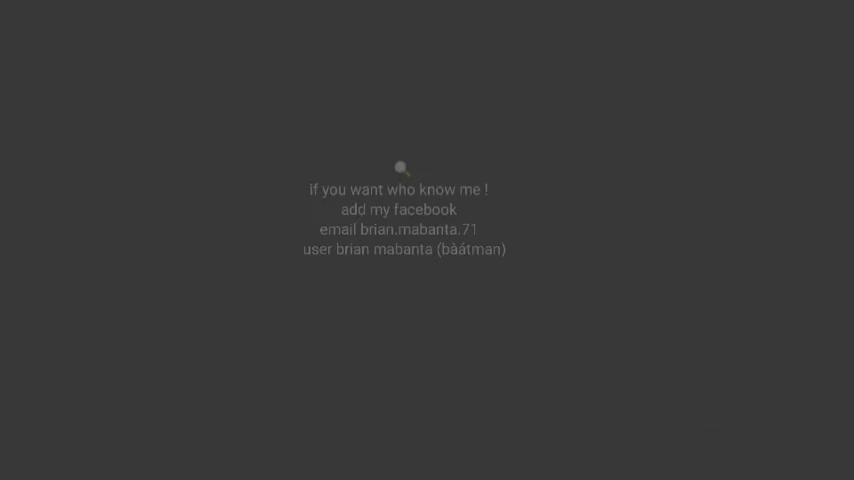 if you want who know me !
add my facebook
email brian.mabanta.71
user brian mabanta (bàátman)